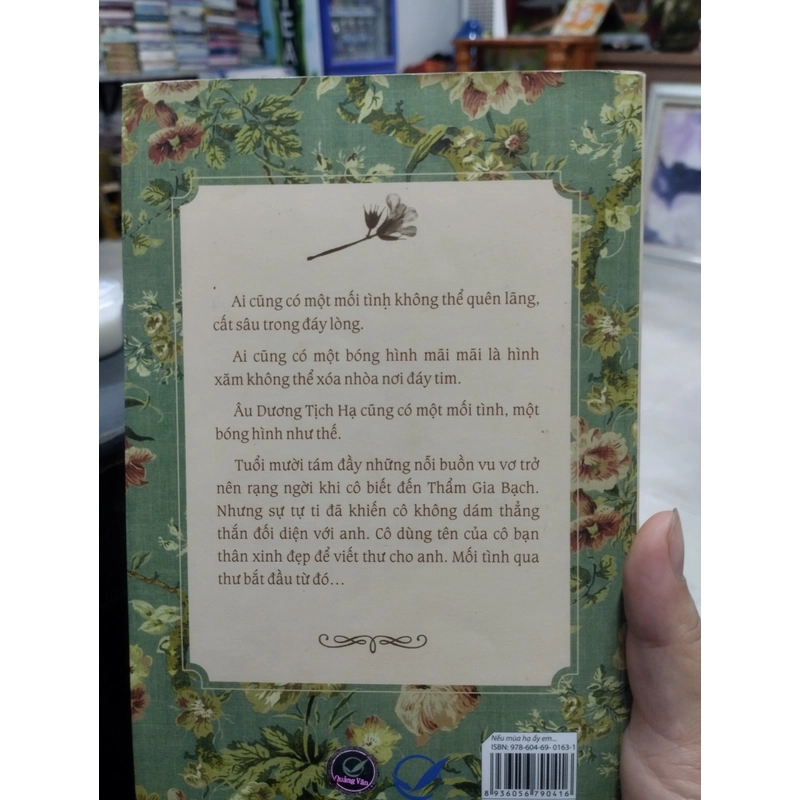 Ai cũng có một mối tình không thể quên lãng,
cất sâu trong đáy lòng.
Ai cũng có một bóng hình mãi mãi là hình
xăm không thể xóa nhòa nơi đáy tim.
Âu Dương Tịch Hạ cũng có một mối tình, một
bóng hình như thế.
Tuổi mười tám đầy những nỗi buồn vu vơ trở
nên rạng ngời khi cô biết đến Thẩm Gia Bạch.
Nhưng sự tự ti đã khiến cô không dám thẳng
thắn đối diện với anh. Cô dùng tên của cô bạn
thân xinh đẹp để viết thư cho anh. Mối tình qua
thư bắt đầu từ đó...
Nếu mùa hạ ấy em...
ISBN: 978-604-69- 0163-1
8 936056 790416
Quảng Văn